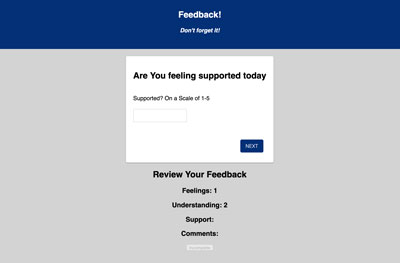 Feedback!
Don't forget it!
Are You feeling supported today
Supported? On a Scale of 1-5
NEXT
Review Your Feedback
Feelings: 1
Understanding: 2
Support:
Comments: